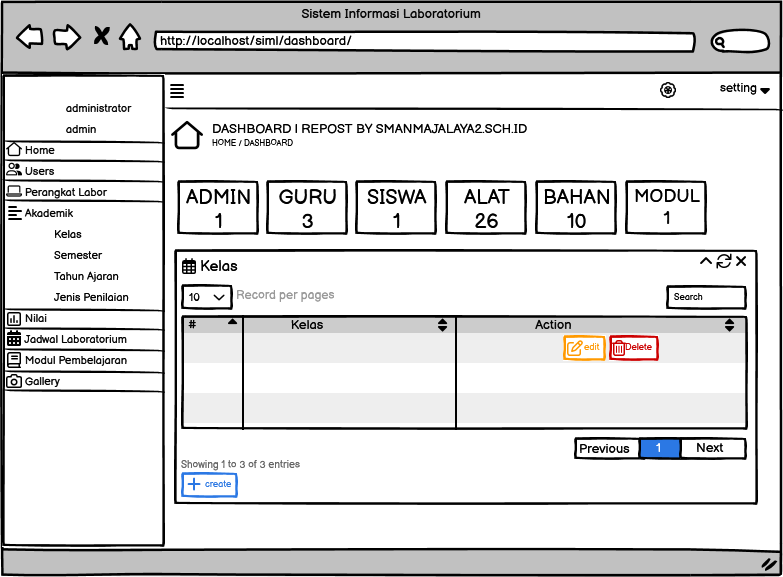 Sistem Informasi Laboratorium
http://localhost/siml/dashboard/
setting
administrator
admin
Home
Users
Perangkat Labor
Akademik
Kelas
Semester
Tahun Ajaran
Jenis Penilaian
Nilai
Jadwal Laboratorium
Modul Pembelajaran
Gallery
DASHBOARD | REPOST BY SMANMAJALAYA2.SCH.ID
HOME / DASHBOARD
ADMIN
1
GURU
3
SISWA
1
ALAT
26
BAHAN
10
MODUL
1
Kelas
10 Record per pages
Search
# Kelas Action
edit Delete
Previous 1 Next
Showing 1 to 3 of 3 entries
create